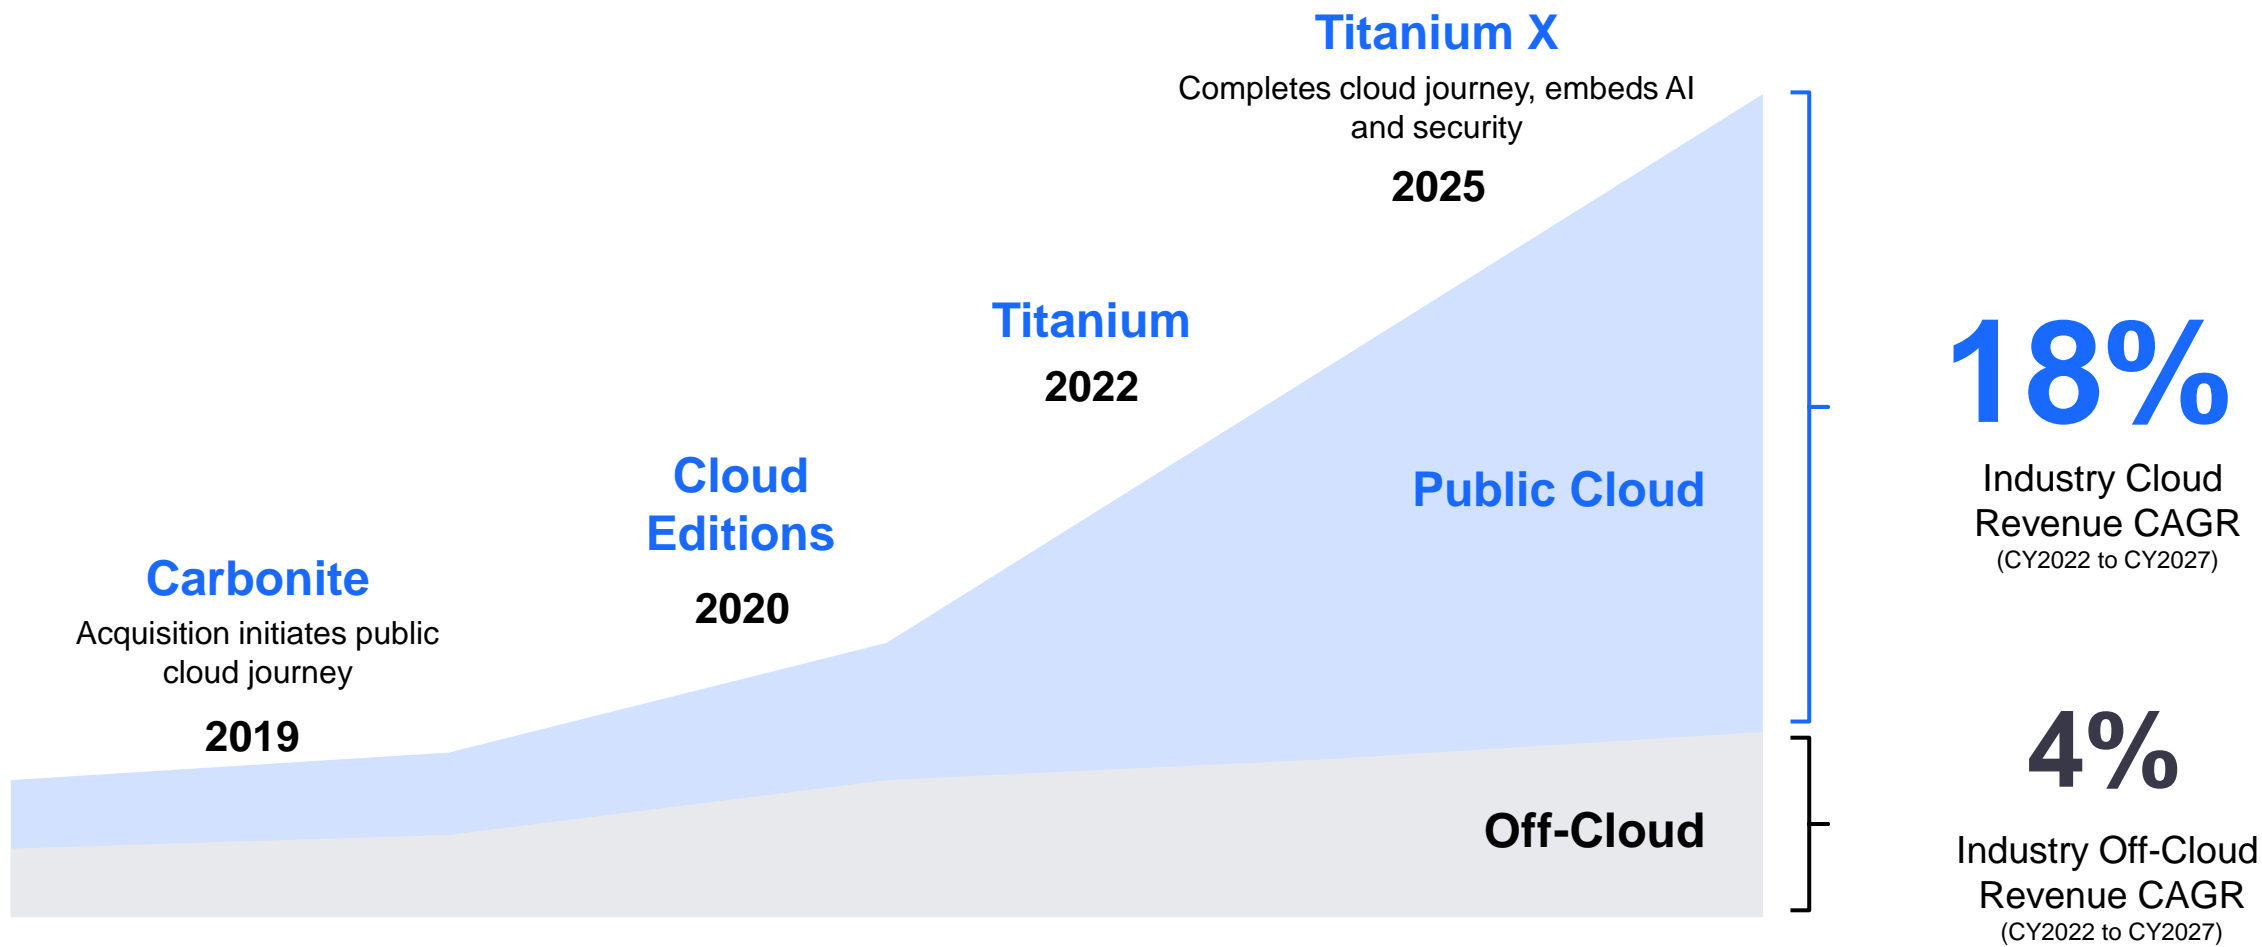 Titanium X
Completes cloud journey, embeds AI
and security
2025
Titanium
2022
Cloud
Editions
2020
Carbonite
Acquisition initiates public
cloud journey
2019
Public Cloud
Off-Cloud
18%
Industry Cloud
Revenue CAGR
(CY2022 to CY2027)
4%
Industry Off-Cloud
Revenue CAGR
(CY2022 to CY2027)